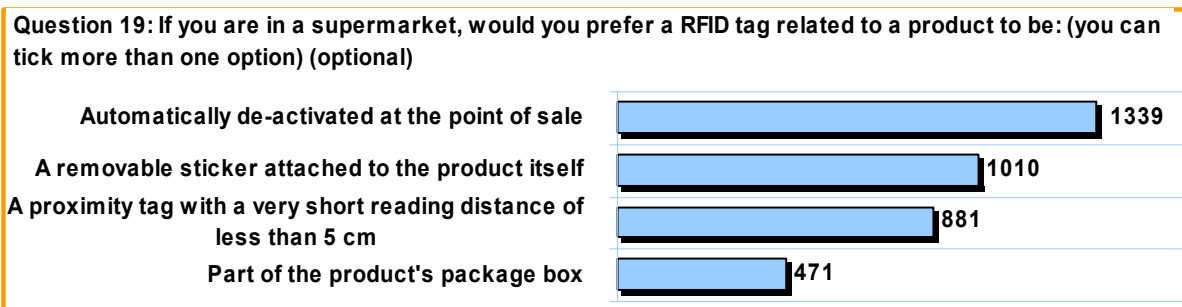 Question 19: If you are in a supermarket, would you prefer a RFID tag related to a product to be: (you can
tick more than one option) (optional)
Automatically de-activated at the point of sale 1339
A removable sticker attached to the product itself 1010
A proximity tag with a very short reading distance of
less than 5 cm 881
Part of the product's package box 471